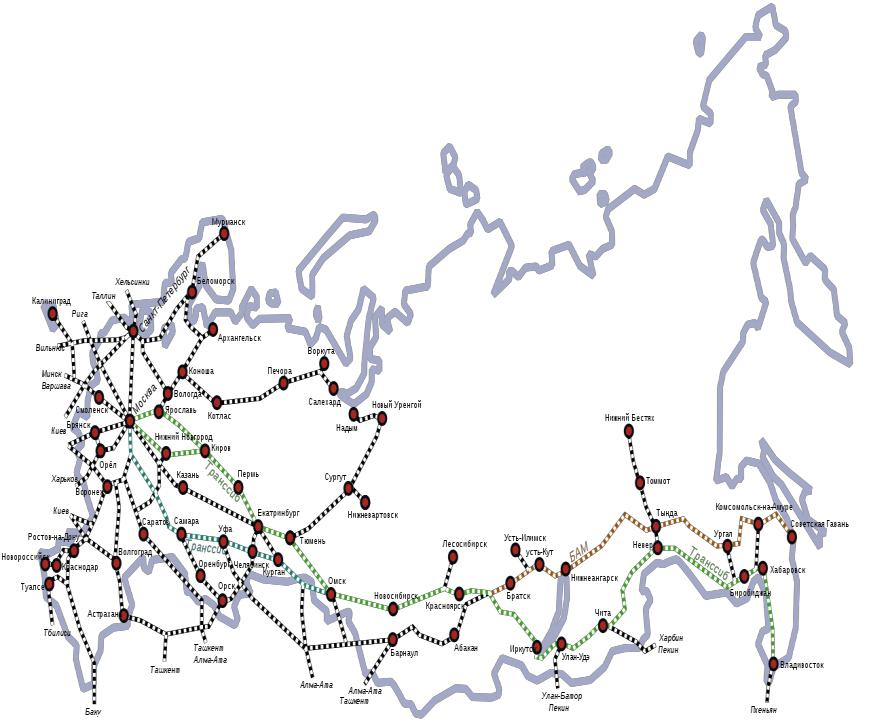 Мурманск
Хельсинки
Беломорск
Таллин
Санкт-Петербург
Калининград
Рига
Архангельск
Вильнюс
Воркута
Коноша
Печора
Минск
Варшава
Салехард
Москва
Вологда
Смоленск
Ярославль
Котлас
Новый Уренгой
Надым
Брянск
Киев
Нижний Новгород
Киров
Нижний Бестях
Орёл
Транссиб
Казань
Пермь
Сургут
Харьков
Воронеж
Томмот
Нижневартовск
Киев
Екатеринбург
Тында
Комсомольск-на-Амуре
Саратов
Самара
Уфа
Советская Гавань
Ростов-на-Дону
Транссиб
Тюмень
Лесосибирск
Усть-Илимск
усть-Кут
БАМ
Невер
Ургал
Транссиб
Новороссийск
Краснодар
Волгоград
Оренбург
Челябинск
Курган
Нижнеангарск
Хабаровск
Туапсе
Орск
Омск
Новосибирск
Красноярск
Братск
Биробиджан
Астрахань
Чита
Тбилиси
Ташкент
Алма-Ата
Ташкент
Барнаул
Абакан
Иркутск
Улан-Удэ
Харбин
Пекин
Владивосток
Алма-Ата
Алма-Ата
Ташкент
Улан-Батор
Пекин
Баку
Пхеньян